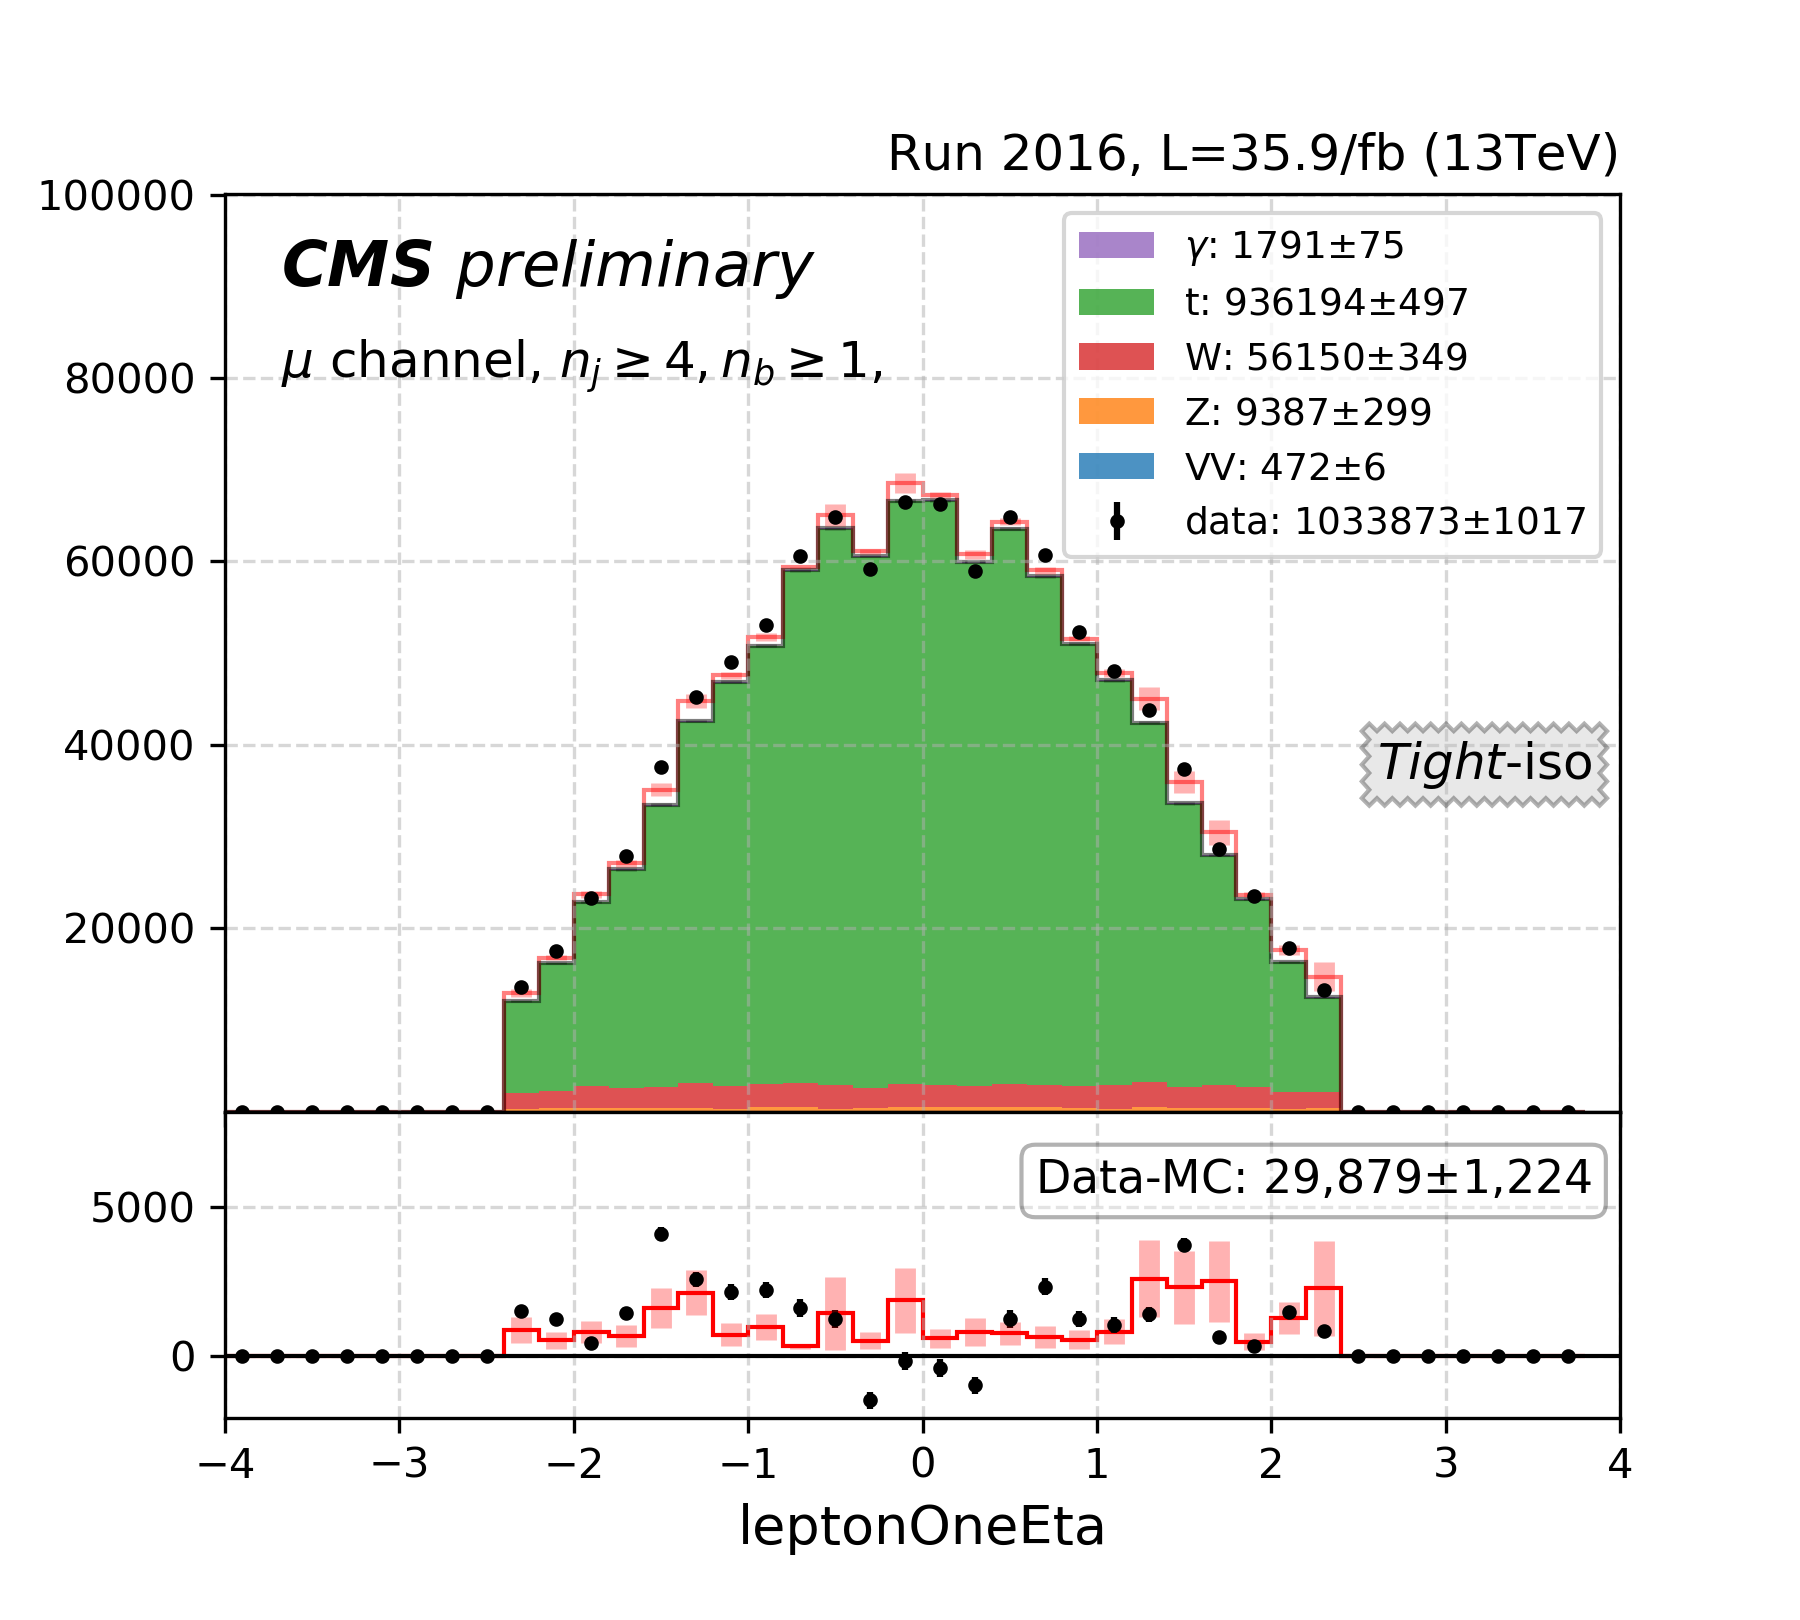 Run 2016, L=35.9/fb (13TeV)
100000
CMS preliminary
γ: 1791±75
t: 936194±497
μ channel, n_j ≥ 4, n_b ≥ 1,
W: 56150±349
80000
Z: 9387±299
VV: 472±6
data: 1033873±1017
60000
40000
Tight-iso
20000
Data-MC: 29,879±1,224
5000
0
−4 −3 −2 −1 0 1 2 3 4
leptonOneEta